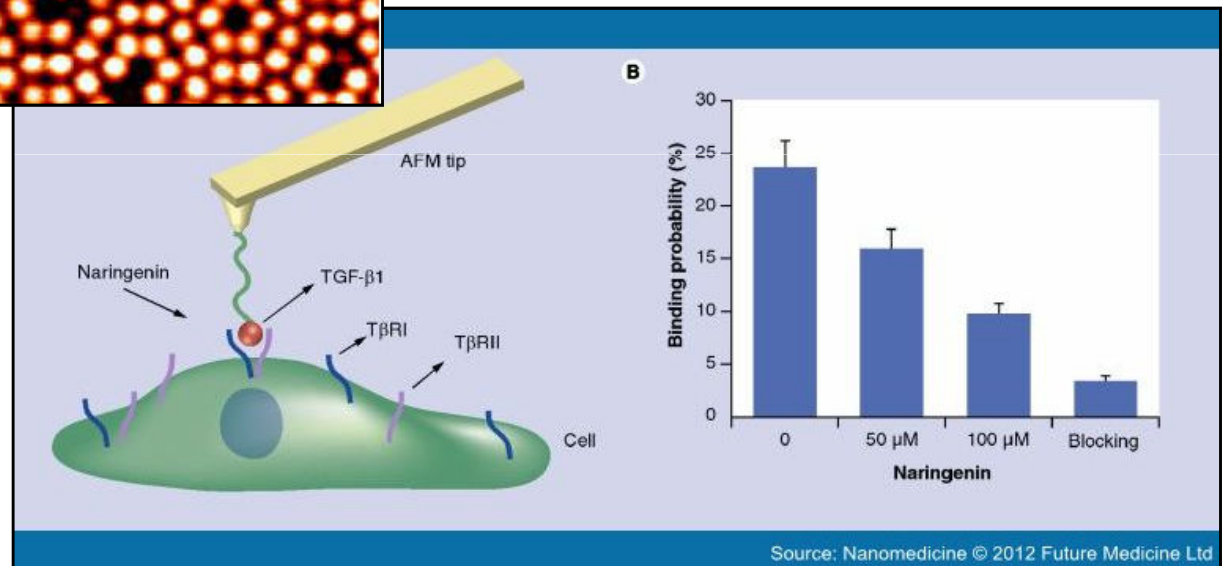 AFM tip
Naringenin
TGF-β1
TβRI
TβRII
Cell
B
Binding probability (%)
30
25
20
15
10
5
0
0 50 μM 100 μM Blocking
Naringenin
Source: Nanomedicine © 2012 Future Medicine Ltd